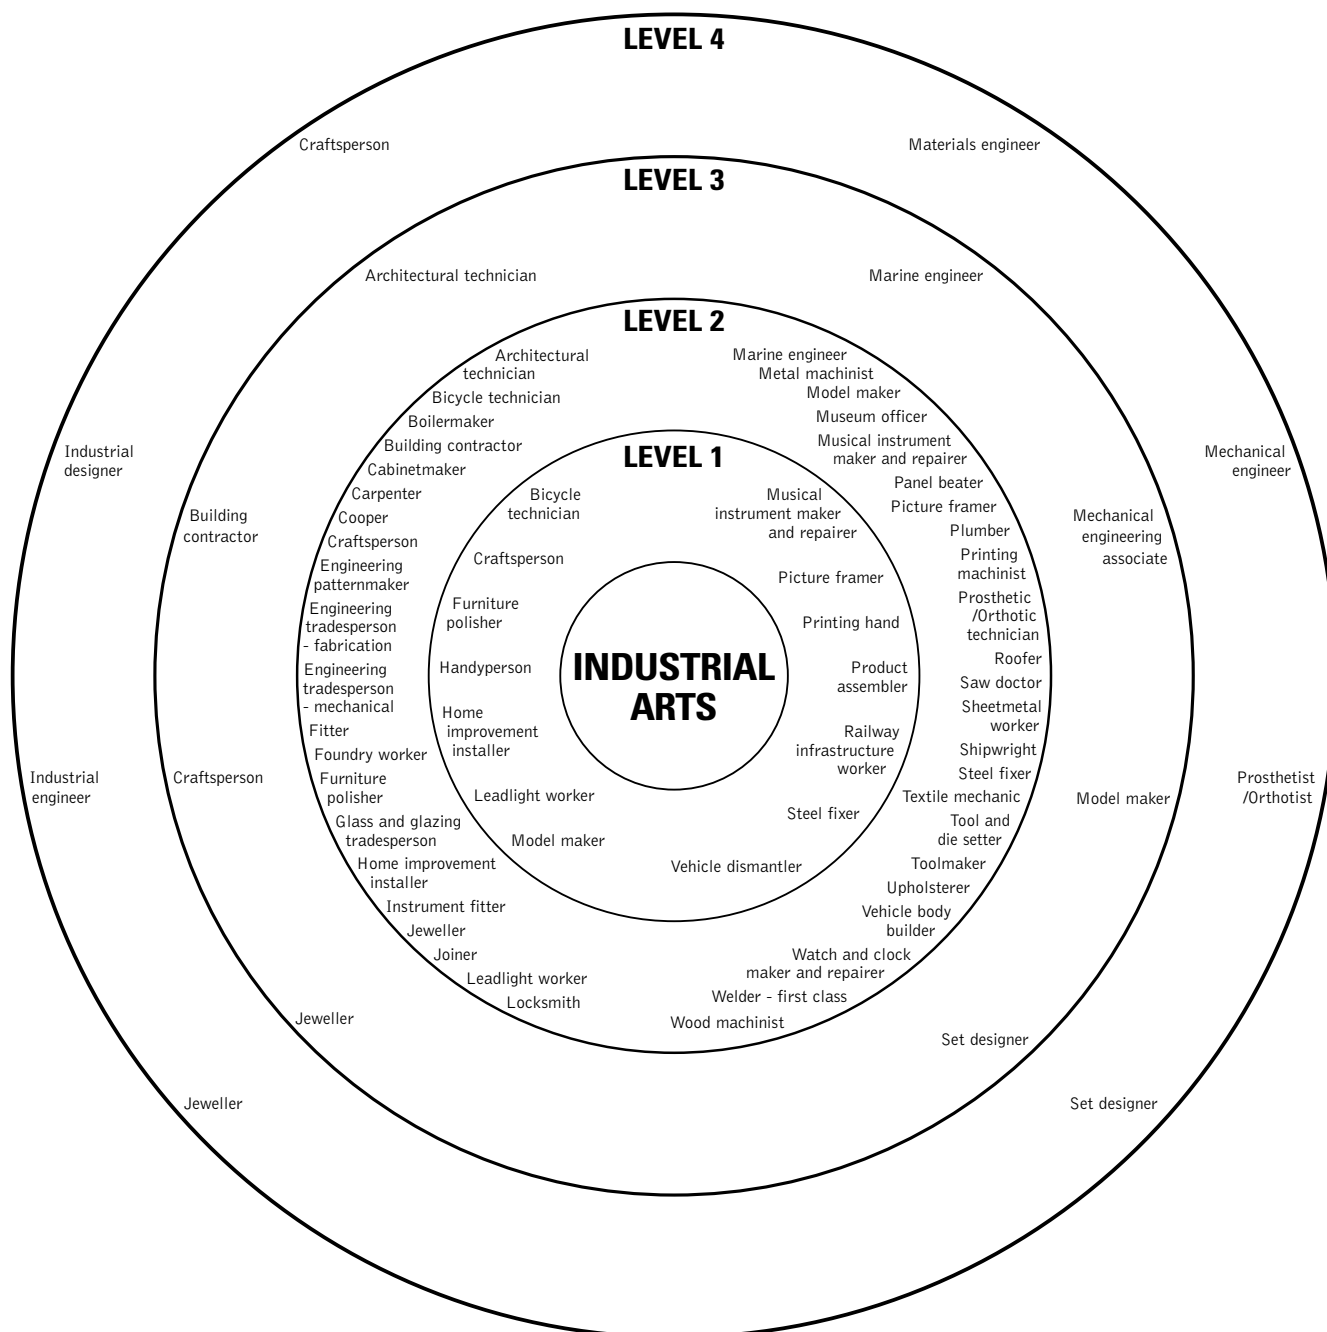 LEVEL 4
Craftsperson
Materials engineer
Industrial
designer
Mechanical
engineer
Industrial
engineer
Prosthetist
/Orthotist
Jeweller
Set designer
LEVEL 3
Architectural technician
Marine engineer
Building
contractor
Mechanical
engineering
associate
Craftsperson
Model maker
Jeweller
Set designer
LEVEL 2
Architectural
technician
Bicycle technician
Boilermaker
Building contractor
Cabinetmaker
Carpenter
Cooper
Craftsperson
Engineering
patternmaker
Engineering
tradesperson
- fabrication
Engineering
tradesperson
- mechanical
Fitter
Foundry worker
Furniture
polisher
Glass and glazing
tradesperson
Home improvement
installer
Instrument fitter
Jeweller
Joiner
Leadlight worker
Locksmith
Marine engineer
Metal machinist
Model maker
Museum officer
Musical instrument
maker and repairer
Panel beater
Picture framer
Plumber
Printing
machinist
Prosthetic
/Orthotic
technician
Roofer
Saw doctor
Sheetmetal
worker
Shipwright
Steel fixer
Textile mechanic
Tool and
die setter
Toolmaker
Upholsterer
Vehicle body
builder
Watch and clock
maker and repairer
Welder - first class
Wood machinist
LEVEL 1
Bicycle
technician
Craftsperson
Furniture
polisher
Handyperson
Home
improvement
installer
Leadlight worker
Model maker
Musical
instrument maker
and repairer
Picture framer
Printing hand
Product
assembler
Railway
infrastructure
worker
Steel fixer
Vehicle dismantler
INDUSTRIAL
ARTS